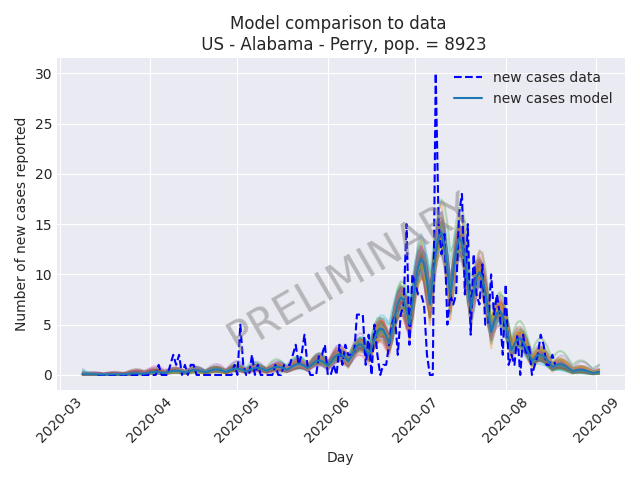 Model comparison to data
US - Alabama - Perry, pop. = 8923
new cases data
new cases model
PRELIMINARY
Number of new cases reported
30
25
20
15
10
5
0
2020-03
2020-04
2020-05
2020-06
2020-07
2020-08
2020-09
Day